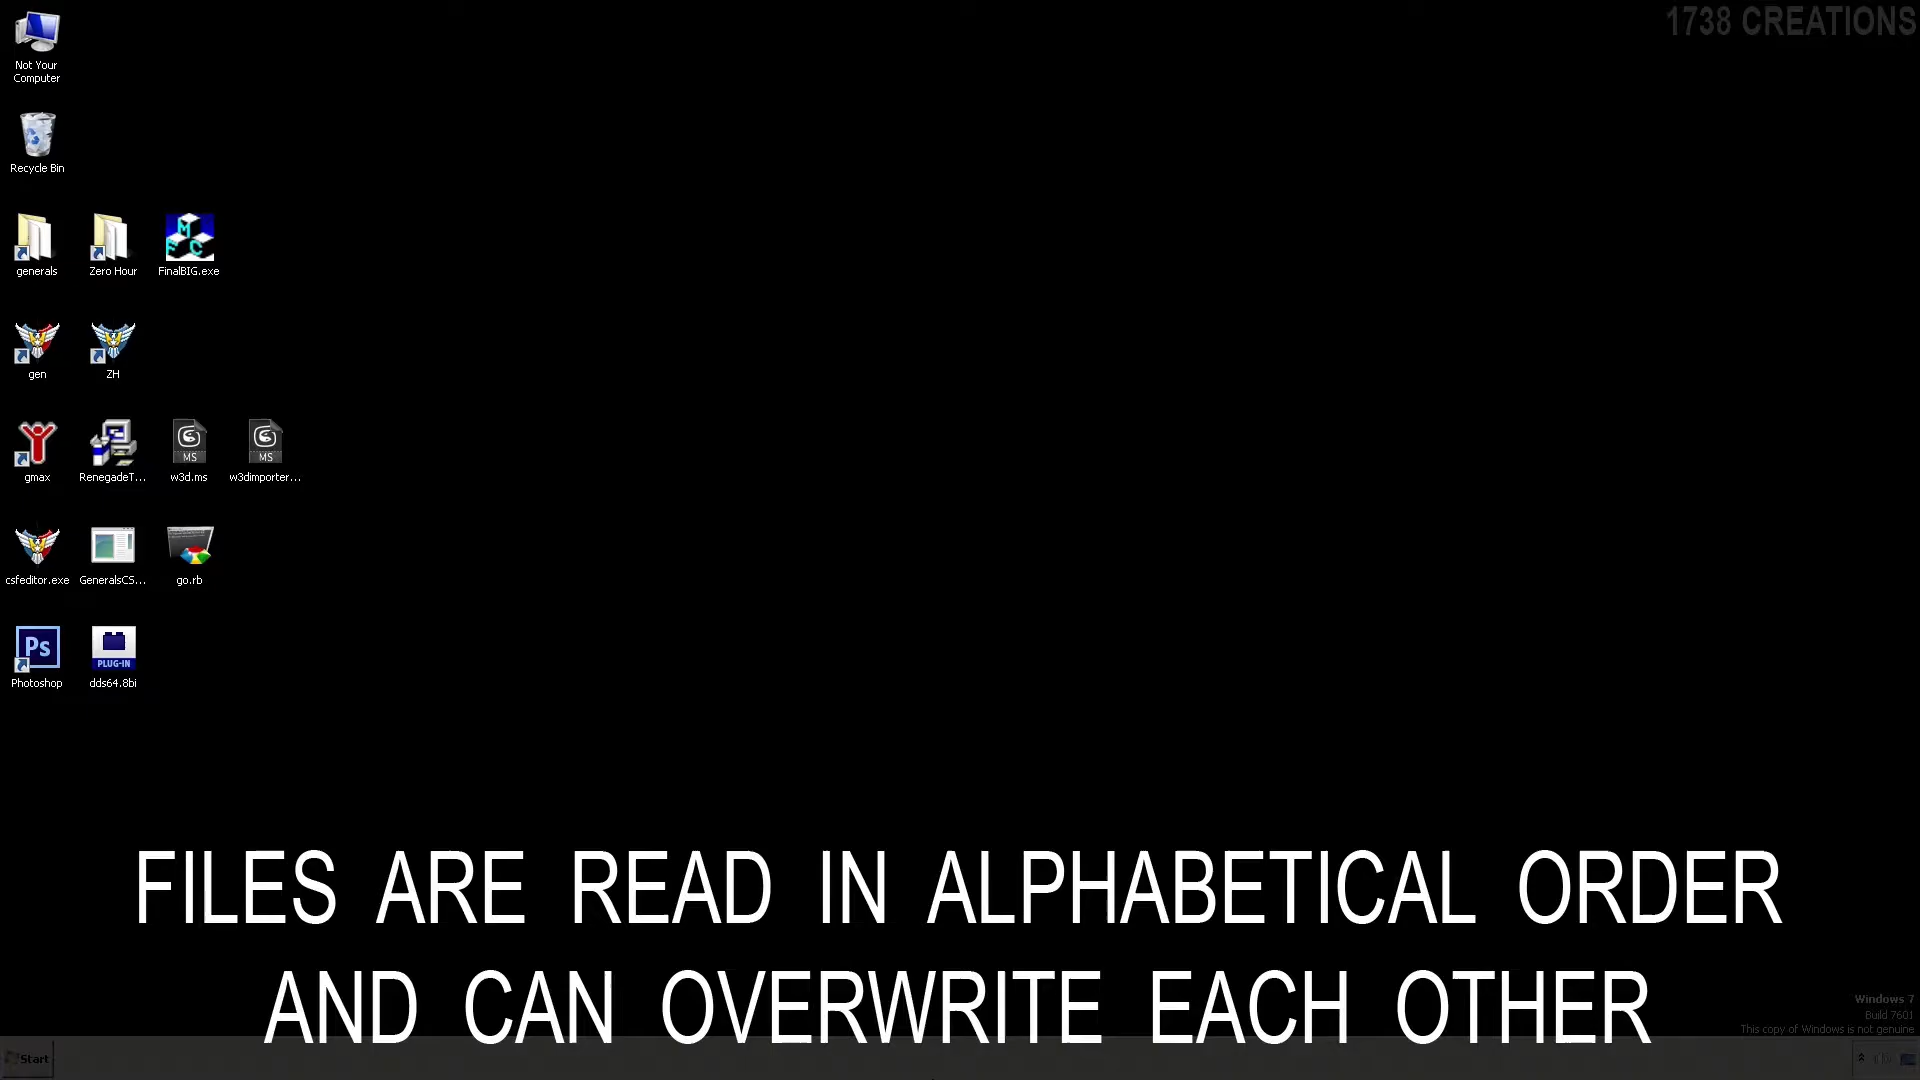 1738 CREATIONS
Not Your
Computer
Recycle Bin
generals
Zero Hour
FinalBIG.exe
MFC
gen
ZH
gmax
RenegadeT...
w3d.ms
w3dimporter...
MS
MS
csfeditor.exe
GeneralsCS...
go.rb
Ps
PLUG-IN
Photoshop
dds64.8bi
FILES ARE READ IN ALPHABETICAL ORDER
AND CAN OVERWRITE EACH OTHER
Windows 7
Build 7601
This copy of Windows is not genuine
Start